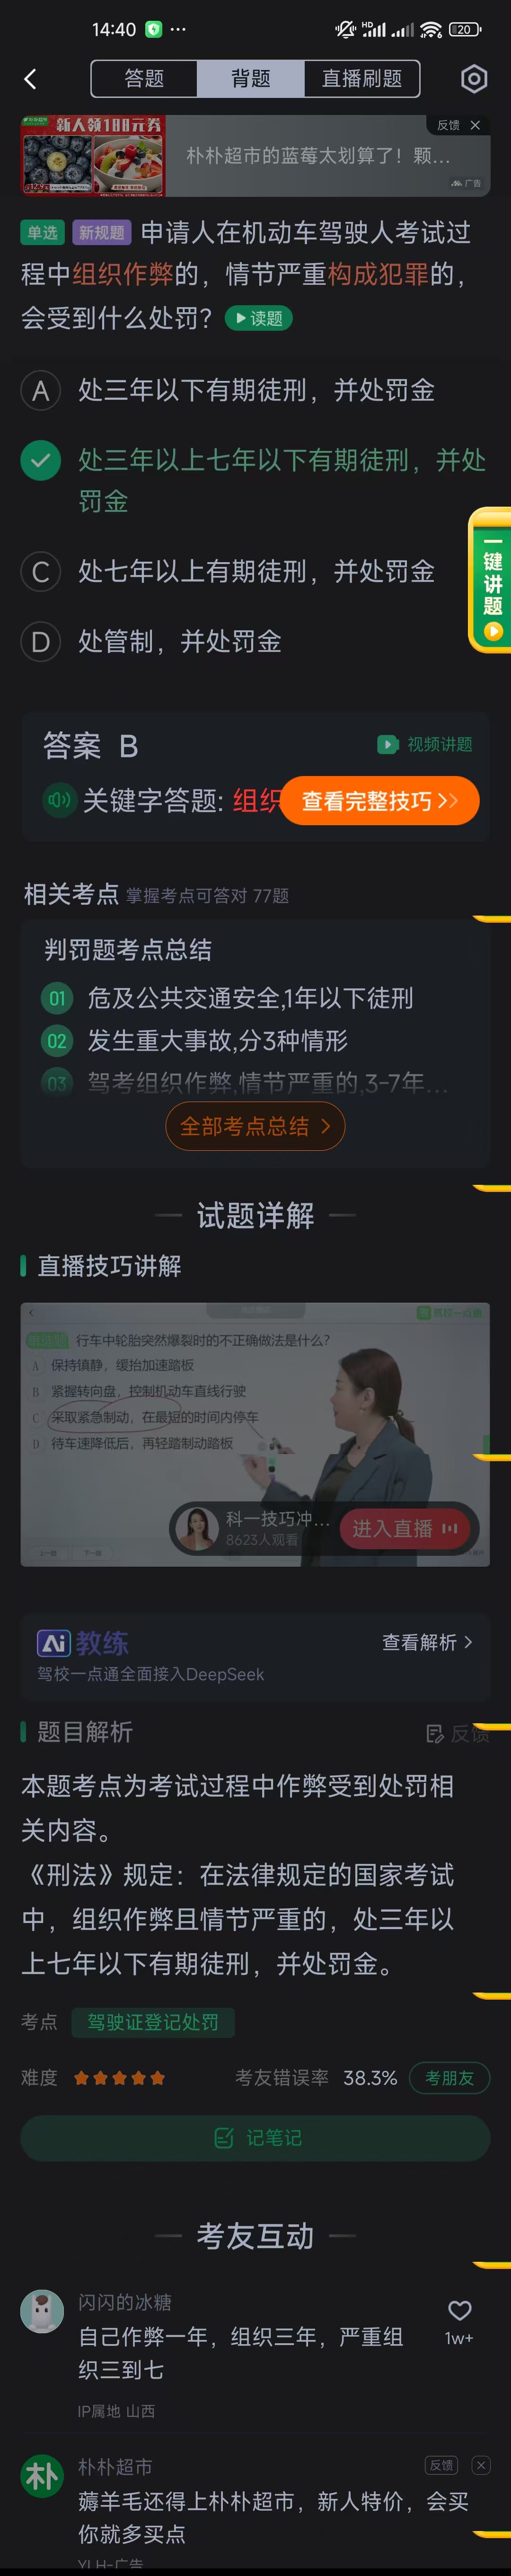 14:40
HD
20
答题 背题 直播刷题
新人领188元券
朴朴超市的蓝莓太划算了！颗...
反馈
广告
单选 新规题 申请人在机动车驾驶人考试过
程中组织作弊的，情节严重构成犯罪的，
会受到什么处罚？ 读题
A 处三年以下有期徒刑，并处罚金
处三年以上七年以下有期徒刑，并处
罚金
C 处七年以上有期徒刑，并处罚金
D 处管制，并处罚金
一键讲题
答案 B
视频讲题
关键字答题: 组织
查看完整技巧
相关考点 掌握考点可答对 77题
判罚题考点总结
01 危及公共交通安全,1年以下徒刑
02 发生重大事故,分3种情形
03 驾考组织作弊,情节严重的,3-7年...
全部考点总结
试题详解
直播技巧讲解
行车中轮胎突然爆裂时的不正确做法是什么?
A 保持镇静，缓抬加速踏板
B 紧握转向盘，控制机动车直线行驶
C 采取紧急制动，在最短的时间内停车
D 待车速降低后，再轻踏制动踏板
科一技巧冲...
8623人观看
进入直播
上一题 下一题
Ai 教练
查看解析
驾校一点通全面接入DeepSeek
题目解析
反馈
本题考点为考试过程中作弊受到处罚相
关内容。
《刑法》规定：在法律规定的国家考试
中，组织作弊且情节严重的，处三年以
上七年以下有期徒刑，并处罚金。
考点 驾驶证登记处罚
难度
考友错误率 38.3% 考朋友
记笔记
考友互动
闪闪的冰糖
自己作弊一年，组织三年，严重组
织三到七
1w+
IP属地 山西
朴
朴朴超市
反馈
薅羊毛还得上朴朴超市，新人特价，会买
你就多买点
YLH-广告